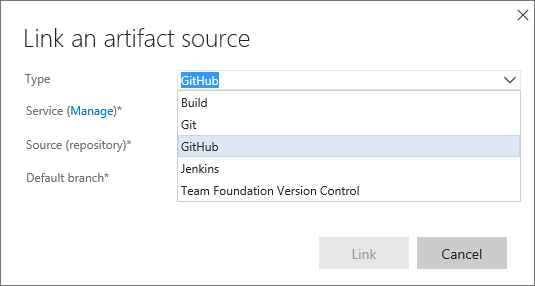 Link an artifact source
Type
GitHub
Build
Service (Manage)*
Git
Source (repository)*
GitHub
Jenkins
Default branch*
Team Foundation Version Control
Link
Cancel